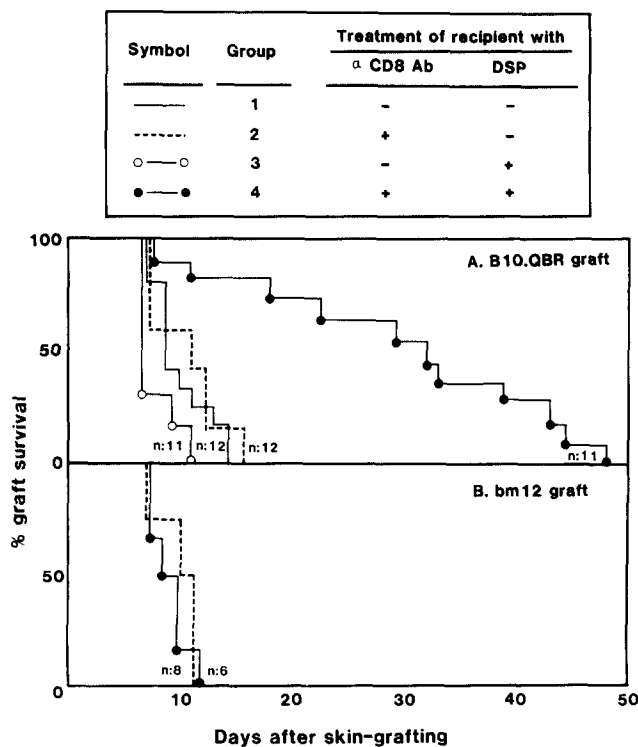 Treatment of recipient with
Symbol Group α CD8 Ab DSP
1 - -
2 + -
3 - +
4 + +
100
A. B10.QBR graft
50
n:11 n:12 n:12
n:11
0
B. bm12 graft
% graft survival
50
n:8 n:6
0
10 20 30 40 50
Days after skin-grafting